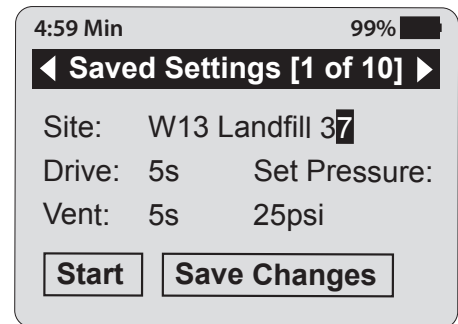 4:59 Min 99%
◀ Saved Settings [1 of 10] ▶
Site: W13 Landfill 37
Drive: 5s Set Pressure:
Vent: 5s 25psi
Start Save Changes